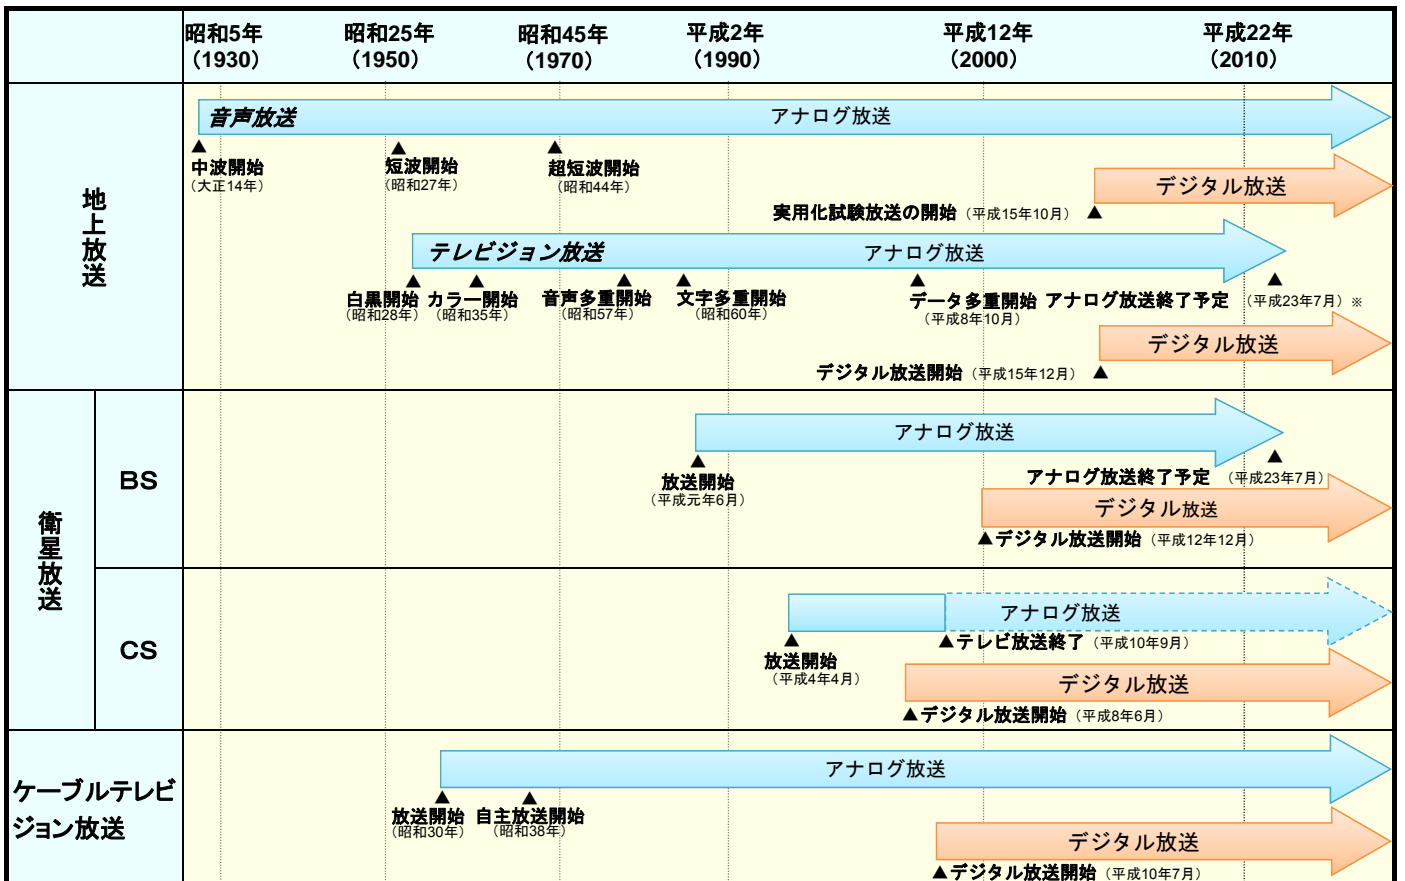 昭和5年 昭和25年 昭和45年 平成2年 平成12年 平成22年
（1930） （1950） （1970） （1990） （2000） （2010）
地上放送
音声放送 アナログ放送
▲ ▲ ▲
中波開始 短波開始 超短波開始
（大正14年） （昭和27年） （昭和44年）
デジタル放送
実用化試験放送の開始（平成15年10月） ▲
テレビジョン放送 アナログ放送
▲ ▲ ▲ ▲ ▲ ▲
白黒開始 カラー開始 音声多重開始 文字多重開始 データ多重開始 アナログ放送終了予定 （平成23年7月）※
（昭和28年） （昭和35年） （昭和57年） （昭和60年） （平成8年10月）
デジタル放送
デジタル放送開始（平成15年12月） ▲
衛星放送
BS
アナログ放送
▲ ▲
放送開始 アナログ放送終了予定 （平成23年7月）
（平成元年6月）
デジタル放送
▲デジタル放送開始（平成12年12月）
CS
アナログ放送
▲ ▲テレビ放送終了（平成10年9月）
放送開始
（平成4年4月）
デジタル放送
▲デジタル放送開始（平成8年6月）
ケーブルテレビ
ジョン放送
アナログ放送
▲ ▲
放送開始 自主放送開始
（昭和30年） （昭和38年）
デジタル放送
▲デジタル放送開始（平成10年7月）